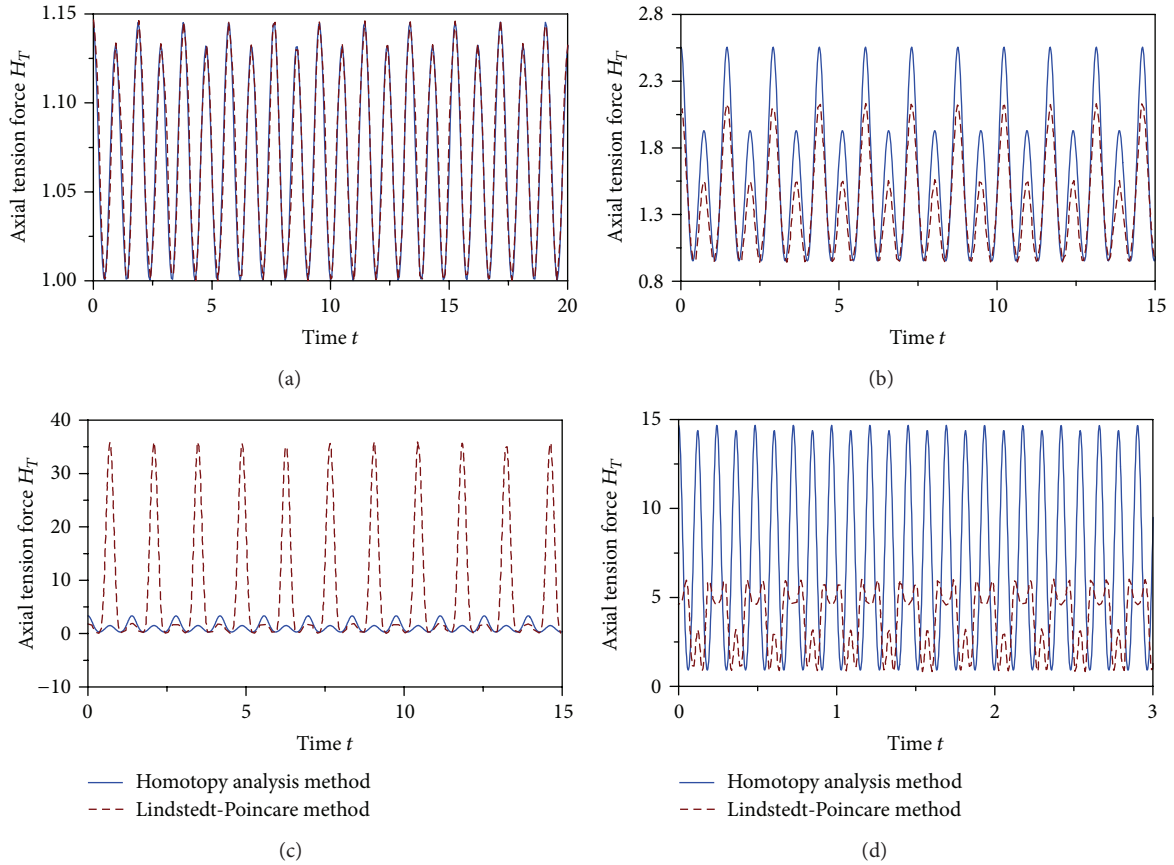 1.15
1.10
1.05
1.00
Axial tension force H_T
0 5 10 15 20
Time t
(a)
2.8
2.3
1.8
1.3
0.8
Axial tension force H_T
0 5 10 15
Time t
(b)
40
30
20
10
0
−10
Axial tension force H_T
0 5 10 15
Time t
Homotopy analysis method
Lindstedt-Poincare method
(c)
15
10
5
0
Axial tension force H_T
0 1 2 3
Time t
Homotopy analysis method
Lindstedt-Poincare method
(d)